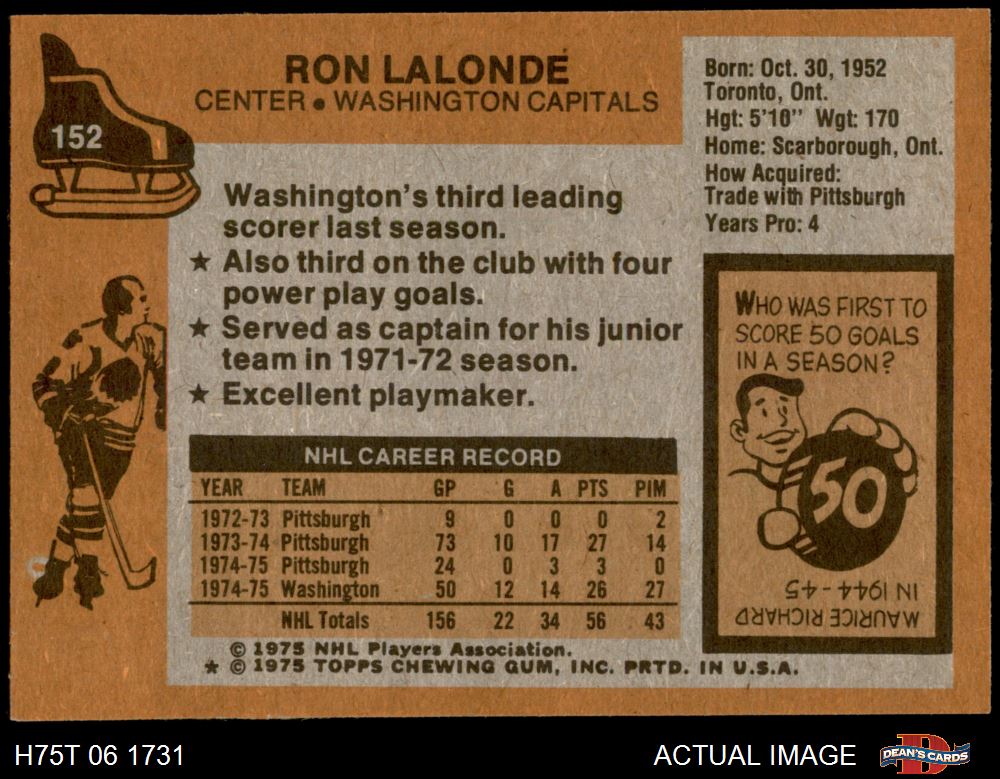 152
RON LALONDE
CENTER ● WASHINGTON CAPITALS
Born: Oct. 30, 1952
Toronto, Ont.
Hgt: 5'10" Wgt: 170
Home: Scarborough, Ont.
How Acquired:
Trade with Pittsburgh
Years Pro: 4
Washington's third leading
scorer last season.
★ Also third on the club with four
power play goals.
★ Served as captain for his junior
team in 1971-72 season.
★ Excellent playmaker.
WHO WAS FIRST TO
SCORE 50 GOALS
IN A SEASON?
50
MAURICE RICHARD
IN 1944-45
NHL CAREER RECORD
YEAR TEAM GP G A PTS PIM
1972-73 Pittsburgh 9 0 0 0 2
1973-74 Pittsburgh 73 10 17 27 14
1974-75 Pittsburgh 24 0 3 3 0
1974-75 Washington 50 12 14 26 27
NHL Totals 156 22 34 56 43
© 1975 NHL Players Association.
★ © 1975 TOPPS CHEWING GUM, INC. PRTD. IN U.S.A.
H75T 06 1731
ACTUAL IMAGE
D
DEAN'S CARDS